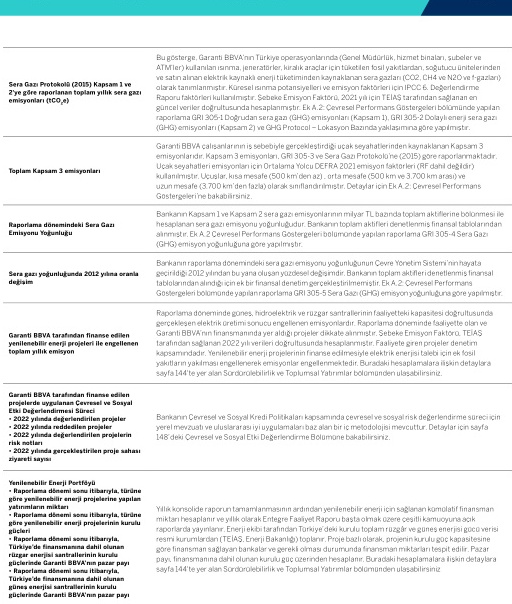 Sera Gazı Protokolü (2015) Kapsam 1 ve
2'ye göre raporlanan toplam yıllık sera gazı
emisyonları (tCO₂e)
Bu gösterge, Garanti BBVA'nın Türkiye operasyonlarında (Genel Müdürlük, hizmet binaları, şubeler ve
ATM'ler) kullanılan ısınma, jeneratörler, kiralık araçlar için tüketilen fosil yakıtlardan, soğutucu ünitelerinden
ve satın alınan elektrik kaynaklı enerji tüketiminden kaynaklanan sera gazları (CO2, CH4 ve N2O ve f-gazları)
olarak tanımlanmıştır. Küresel ısınma potansiyelleri ve emisyon faktörleri için IPCC 6. Değerlendirme
Raporu faktörleri kullanılmıştır. Şebeke Emisyon Faktörü, 2021 yılı için TEİAŞ tarafından sağlanan en
güncel veriler doğrusunda hesaplanmıştır. Ek A.2: Çevresel Performans Göstergeleri bölümünde yapılan
raporlama GRI 305-1 Doğrudan sera gazı (GHG) emisyonları (Kapsam 1), GRI 305-2 Dolaylı enerji sera gazı
(GHG) emisyonları (Kapsam 2) ve GHG Protocol – Lokasyon Bazında yaklaşımına göre yapılmıştır.
Toplam Kapsam 3 emisyonları
Garanti BBVA çalışanlarının iş sebebiyle gerçekleştirdiği uçak seyahatlerinden kaynaklanan Kapsam 3
emisyonlarıdır. Kapsam 3 emisyonları, GRI 305-3 ve Sera Gazı Protokolü'ne (2015) göre raporlanmaktadır.
Uçak seyahatleri emisyonları için Ortalama Yolcu DEFRA 2021 emisyon faktörleri (RF dahil değildir)
kullanılmıştır. Uçuşlar, kısa mesafe (500 km'den az) , orta mesafe (500 km ve 3.700 km arası) ve
uzun mesafe (3.700 km'den fazla) olarak sınıflandırılmıştır. Detaylar için Ek A.2: Çevresel Performans
Göstergeleri'ne bakabilirsiniz.
Raporlama dönemindeki Sera Gazı
Emisyonu Yoğunluğu
Bankanın Kapsam 1 ve Kapsam 2 sera gazı emisyonlarının milyar TL bazında toplam aktiflerine bölünmesi ile
hesaplanan sera gazı emisyonu yoğunluğudur. Bankanın toplam aktifleri denetlenmiş finansal tablolarından
alınmıştır. Ek A.2 Çevresel Performans Göstergeleri bölümünde yapılan raporlama GRI 305-4 Sera Gazı
(GHG) emisyon yoğunluğuna göre yapılmıştır.
Sera gazı yoğunluğunda 2012 yılına oranla
değişim
Bankanın raporlama dönemindeki sera gazı emisyonu yoğunluğunun Çevre Yönetim Sistemi'nin hayata
geçirildiği 2012 yılından bu yana oluşan yüzdesel değişimdir. Bankanın toplam aktifleri denetlenmiş finansal
tablolarından alındığı için ek bir finansal denetim gerçekleştirilmemiştir. Ek A.2: Çevresel Performans
Göstergeleri bölümünde yapılan raporlama GRI 305-5 Sera Gazı (GHG) emisyon yoğunluğuna göre yapılmıştır.
Garanti BBVA tarafından finanse edilen
yenilenebilir enerji projeleri ile engellenen
toplam yıllık emisyon
Raporlama döneminde güneş, hidroelektrik ve rüzgar santrallerinin faaliyetteki kapasitesi doğrultusunda
gerçekleşen elektrik üretimi sonucu engellenen emisyonlardır. Raporlama döneminde faaliyette olan ve
Garanti BBVA'nın finansmanında yer aldığı projeler dikkate alınmıştır. Şebeke Emisyon Faktörü, TEİAŞ
tarafından sağlanan 2022 yılı verileri doğrultusunda hesaplanmıştır. Faaliyete giren projeler denetim
kapsamındadır. Yenilenebilir enerji projelerinin finanse edilmesiyle elektrik enerjisi talebi için ek fosil
yakıtların yakılması engellenerek emisyonlar engellenmektedir. Buradaki hesaplamalara ilişkin detaylara
sayfa 144'te yer alan Sürdürülebilirlik ve Toplumsal Yatırımlar bölümünden ulaşabilirsiniz.
Garanti BBVA tarafından finanse edilen
projelerde uygulanan Çevresel ve Sosyal
Etki Değerlendirmesi Süreci
• 2022 yılında değerlendirilen projeler
• 2022 yılında reddedilen projeler
• 2022 yılında değerlendirilen projelerin
risk notları
• 2022 yılında gerçekleştirilen proje sahası
ziyareti sayısı
Bankanın Çevresel ve Sosyal Kredi Politikaları kapsamında çevresel ve sosyal risk değerlendirme süreci için
yerel mevzuatı ve uluslararası iyi uygulamaları baz alan bir iç metodolojisi mevcuttur. Detaylar için sayfa
148'deki Çevresel ve Sosyal Etki Değerlendirme Bölümüne bakabilirsiniz.
Yenilenebilir Enerji Portföyü
• Raporlama dönemi sonu itibarıyla, türüne
göre yenilenebilir enerji projelerine yapılan
yatırımların miktarı
• Raporlama dönemi sonu itibarıyla, türüne
göre yenilenebilir enerji projelerinin kurulu
güçleri
• Raporlama dönemi sonu itibarıyla,
Türkiye'de finansmanına dahil olunan
rüzgar enerjisi santrallerinin kurulu
güçlerinde Garanti BBVA'nın pazar payı
• Raporlama dönemi sonu itibarıyla,
Türkiye'de finansmanına dahil olunan
güneş enerjisi santrallerinin kurulu
güçlerinde Garanti BBVA'nın pazar payı
Yıllık konsolide raporun tamamlanmasının ardından yenilenebilir enerji için sağlanan kümülatif finansman
miktarı hesaplanır ve yıllık olarak Entegre Faaliyet Raporu başta olmak üzere çeşitli kamuoyuna açık
raporlarda yayınlanır. Enerji ekibi tarafından Türkiye'deki kurulu toplam rüzgar ve güneş enerjisi gücü verisi
resmi kurumlardan (TEİAŞ, Enerji Bakanlığı) toplanır. Proje bazlı olarak, projenin kurulu güç kapasitesine
göre finansman sağlayan bankalar ve gerekli olması durumunda finansman miktarları tespit edilir. Pazar
payı, finansmanına dahil olunan kurulu güç üzerinden hesaplanır. Buradaki hesaplamalara ilişkin detaylara
sayfa 144'te yer alan Sürdürülebilirlik ve Toplumsal Yatırımlar bölümünden ulaşabilirsiniz